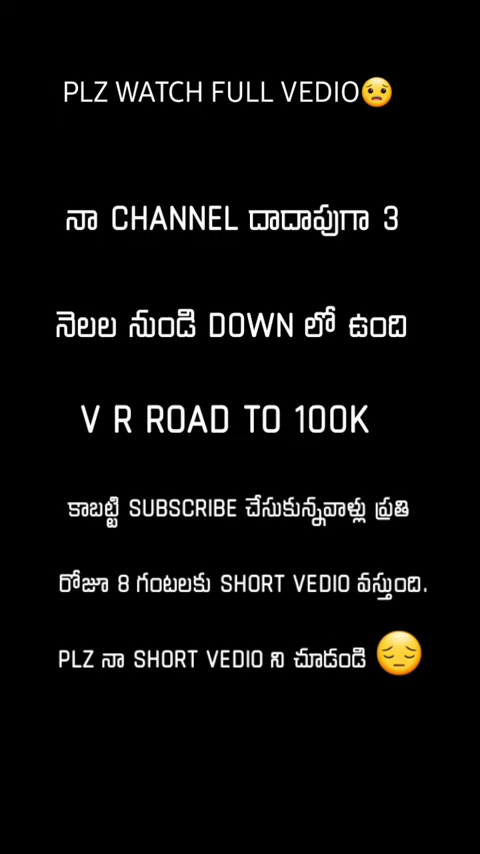 PLZ WATCH FULL VEDIO😟
నా CHANNEL దాదాపుగా 3
నెలల నుండి DOWN లో ఉంది
V R ROAD TO 100K
కాబట్టి SUBSCRIBE చేసుకున్నవాళ్లు ప్రతి
రోజూ 8 గంటలకు SHORT VEDIO వస్తుంది.
PLZ నా SHORT VEDIO ని చూడండి 😔